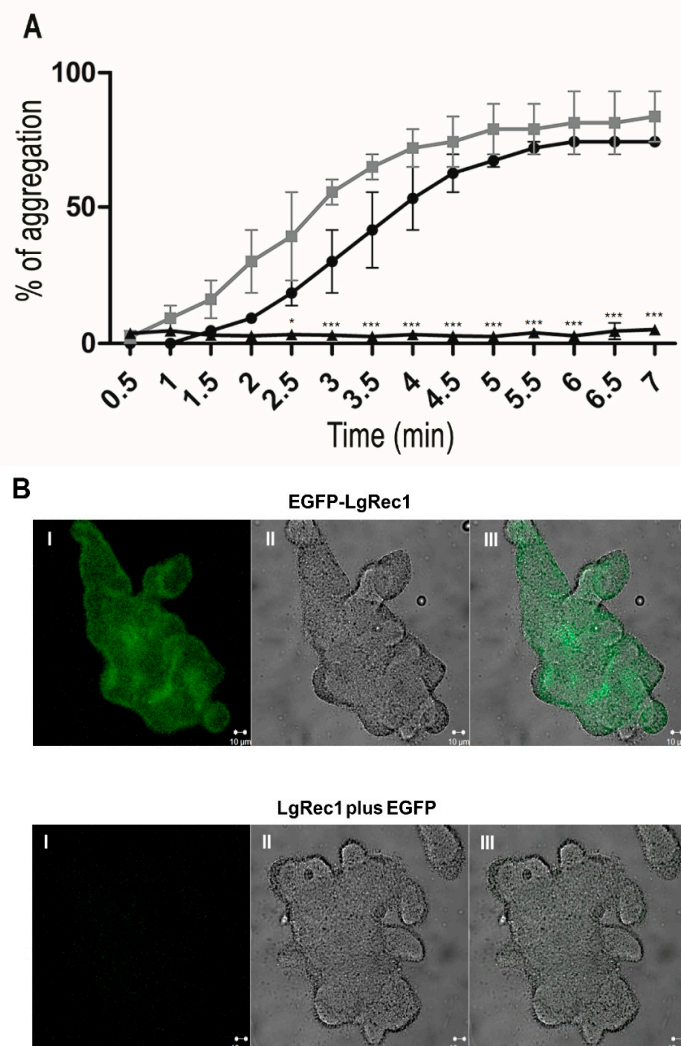 A
% of aggregation
100
50
0
* *** *** *** *** *** *** *** *** ***
0.5 1 1.5 2 2.5 3 3.5 4 4.5 5 5.5 6 6.5 7
Time (min)
B
EGFP-LgRec1
I II III
10 µm 10 µm 10 µm
LgRec1 plus EGFP
I II III